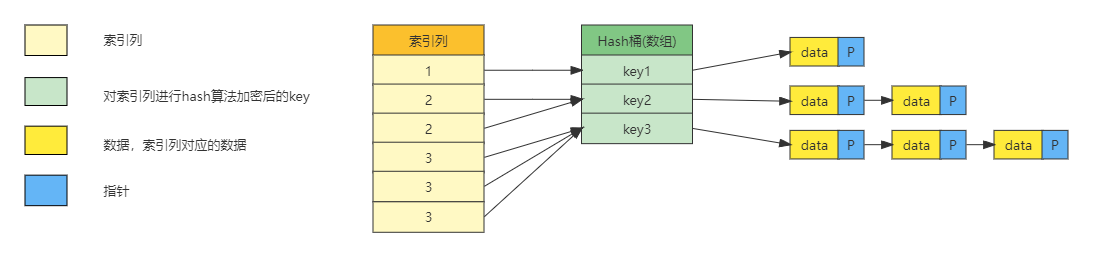 索引列
对索引列进行hash算法加密后的key
数据，索引列对应的数据
指针
索引列
1
2
2
3
3
3
Hash桶(数组)
key1
key2
key3
data P
data P data P
data P data P data P